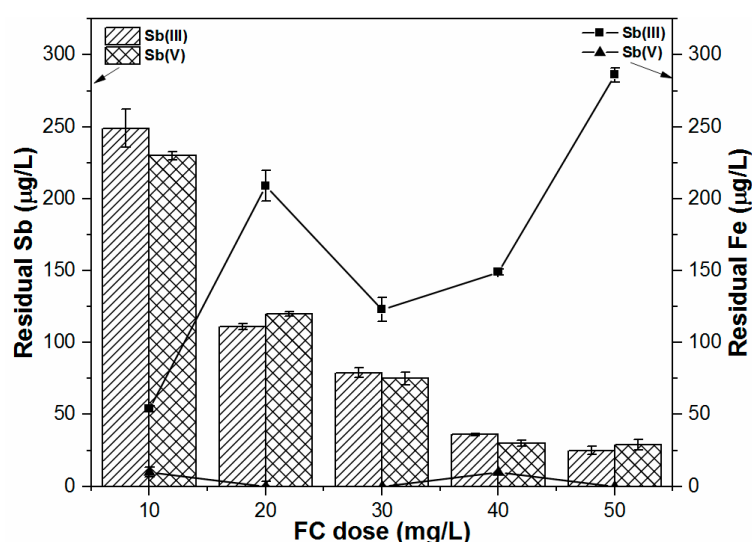 Sb(III)
Sb(V)
Sb(III)
Sb(V)
300
250
200
150
100
50
0
Residual Sb (μg/L)
300
250
200
150
100
50
0
Residual Fe (μg/L)
10 20 30 40 50
FC dose (mg/L)